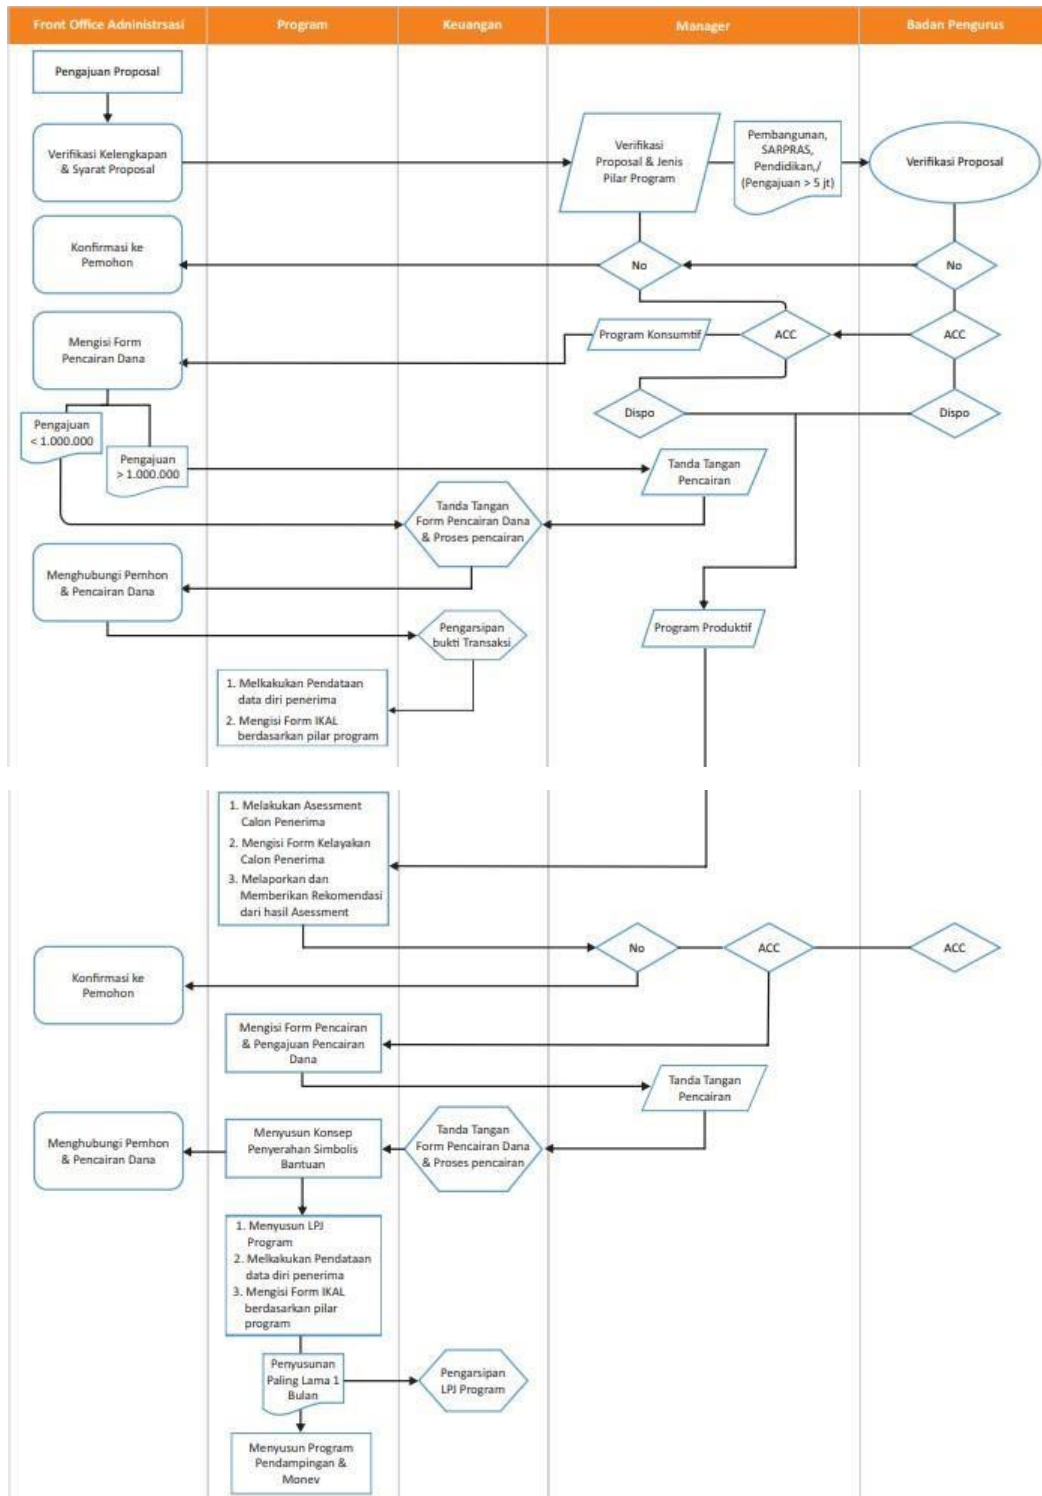 Front Office Adninistrsasi
Program
Keuangan
Manager
Badan Pengurus
Pengajuan Proposal
Verifikasi Kelengkapan
& Syarat Proposal
Verifikasi
Proposal & Jenis
Pilar Program
Pembangunan,
SARPRAS,
Pendidikan,/
(Pengajuan > 5 jt)
Verifikasi Proposal
Konfirmasi ke
Pemohon
No
No
Mengisi Form
Pencairan Dana
Program Konsumtif
ACC
ACC
Pengajuan
< 1.000.000
Dispo
Dispo
Pengajuan
> 1.000.000
Tanda Tangan
Pencairan
Tanda Tangan
Form Pencairan Dana
& Proses pencairan
Menghubungi Pemhon
& Pencairan Dana
Pengarsipan
bukti Transaksi
Program Produktif
1. Melkakukan Pendataan
data diri penerima
2. Mengisi Form IKAL
berdasarkan pilar program
1. Melakukan Asessment
Calon Penerima
2. Mengisi Form Kelayakan
Calon Penerima
3. Melaporkan dan
Memberikan Rekomendasi
dari hasil Asessment
No
ACC
ACC
Konfirmasi ke
Pemohon
Mengisi Form Pencairan
& Pengajuan Pencairan
Dana
Tanda Tangan
Pencairan
Menghubungi Pemhon
& Pencairan Dana
Menyusun Konsep
Penyerahan Simbolis
Bantuan
Tanda Tangan
Form Pencairan Dana
& Proses pencairan
1. Menyusun LPJ
Program
2. Melkakukan Pendataan
data diri penerima
3. Mengisi Form IKAL
berdasarkan pilar
program
Penyusunan
Paling Lama 1
Bulan
Pengarsipan
LPJ Program
Menyusun Program
Pendampingan &
Monev